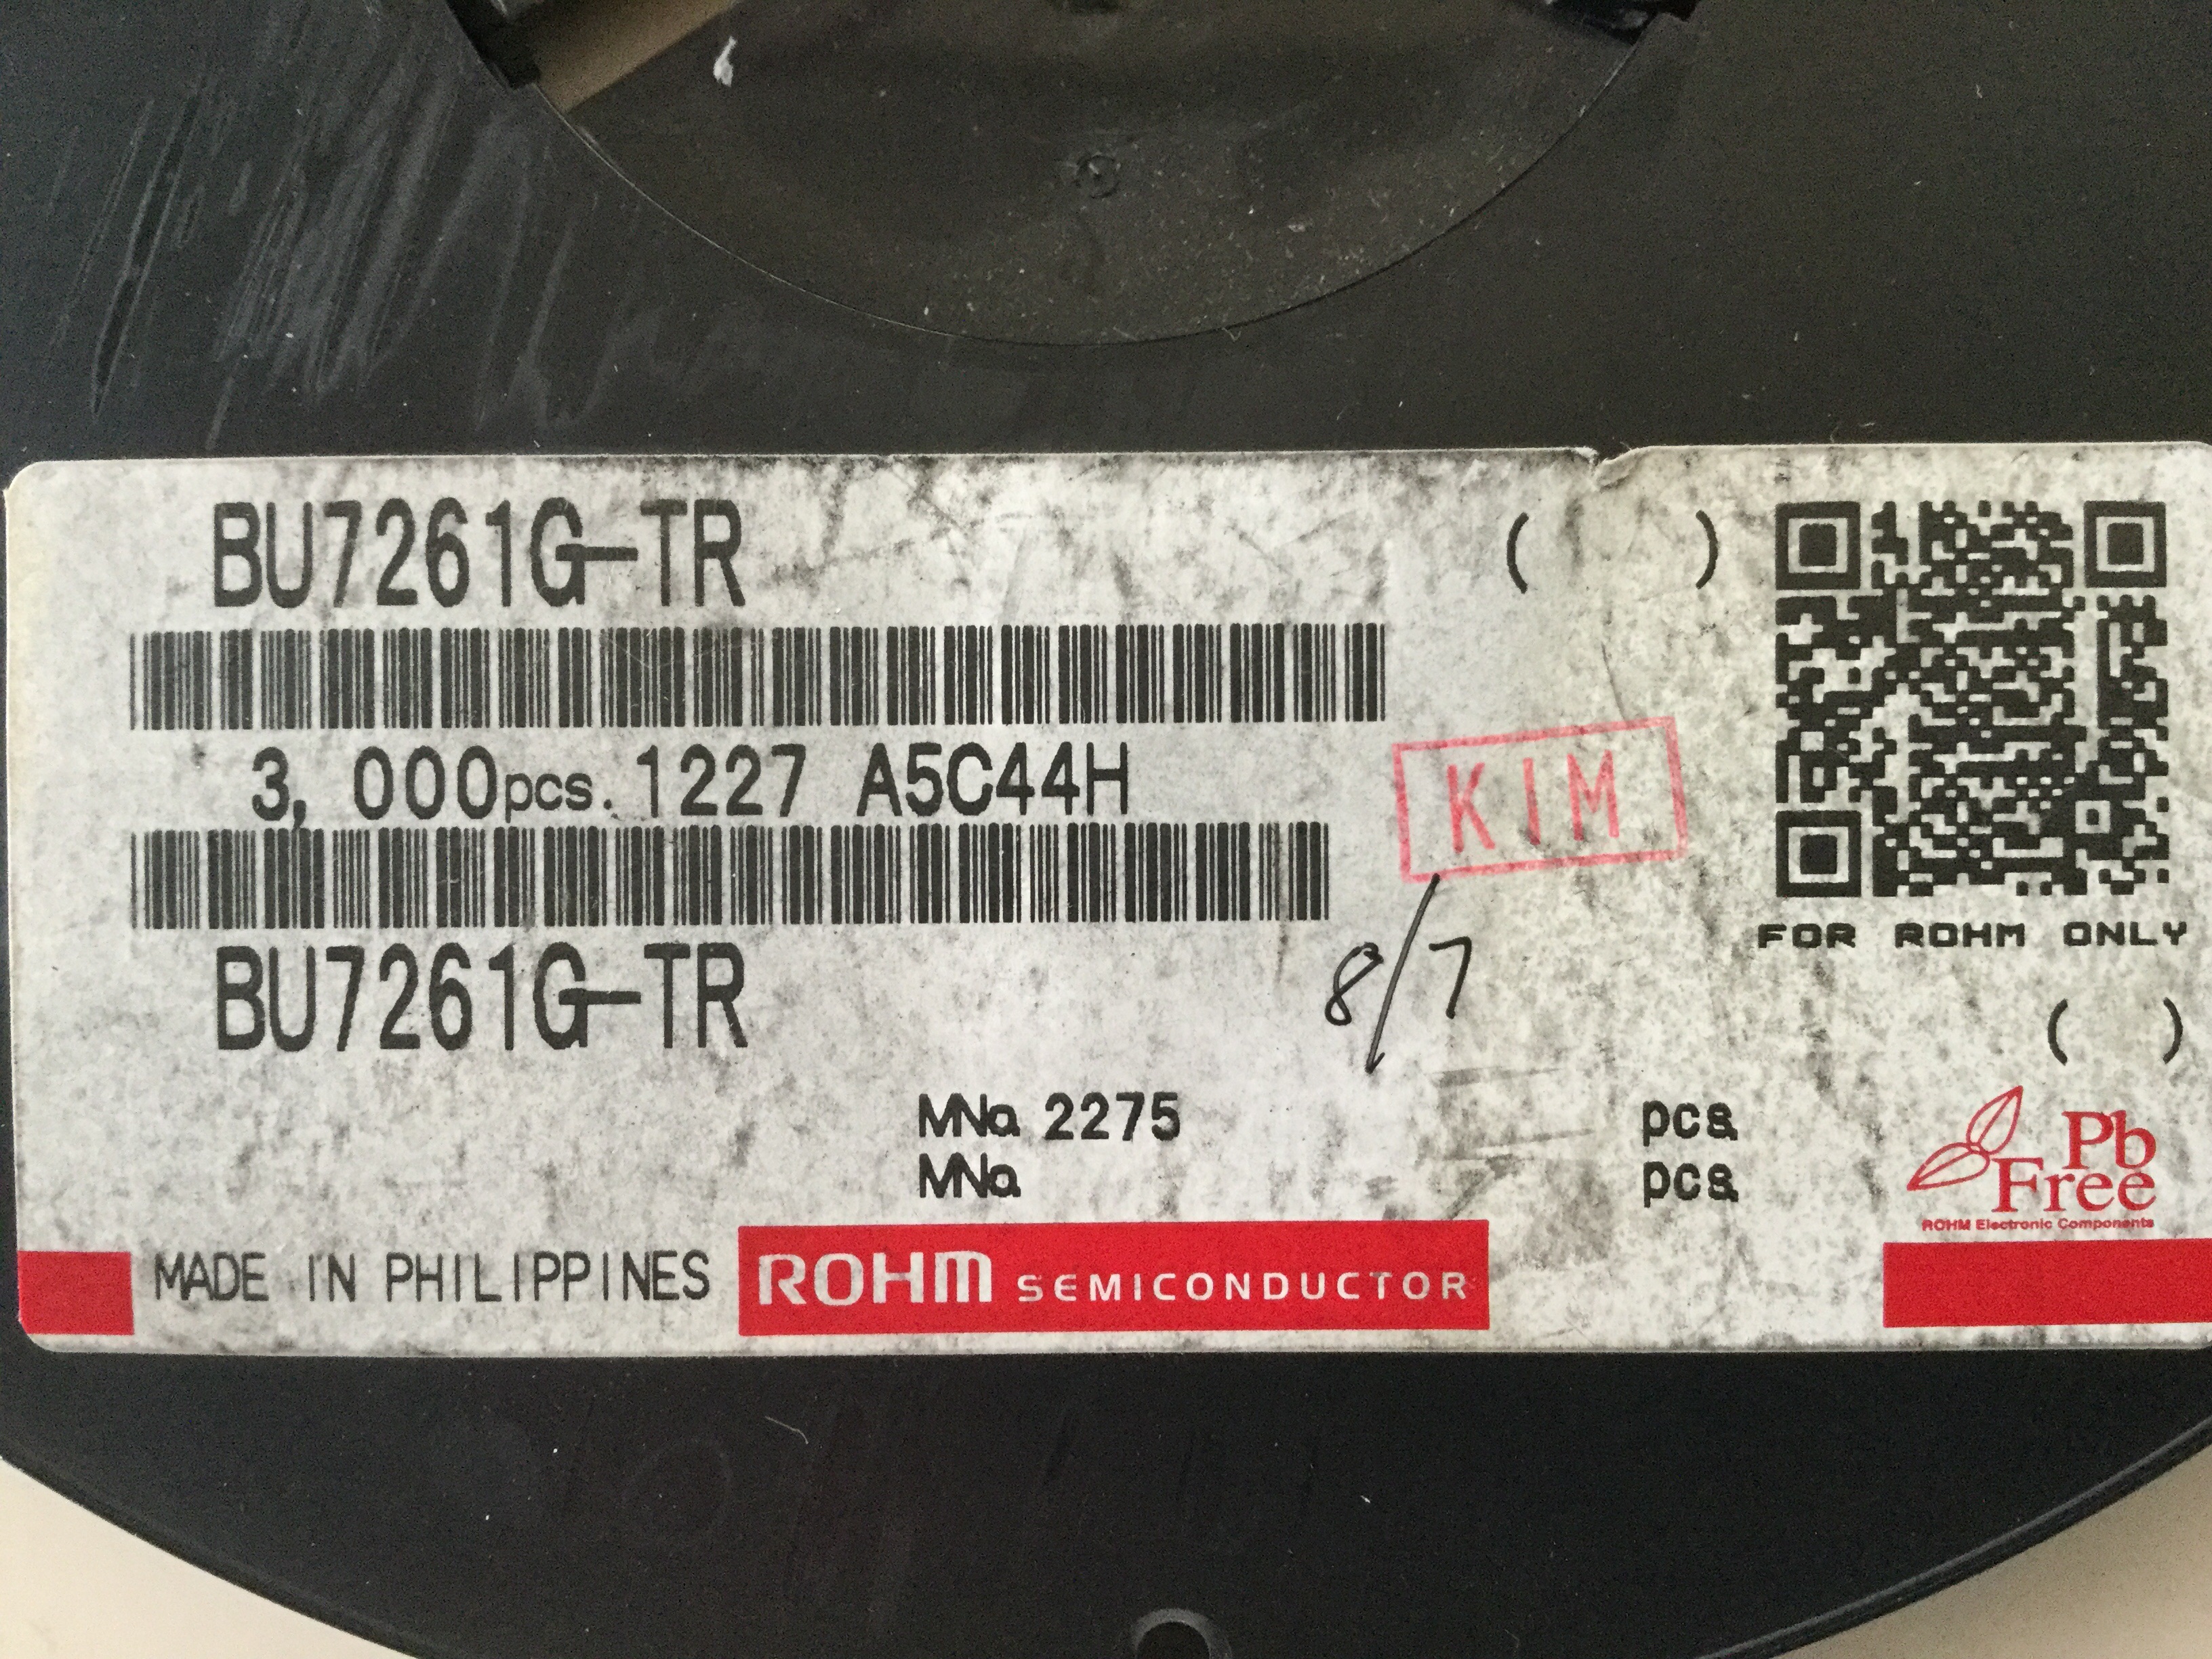 BU7261G-TR ( )
3,000pcs. 1227 A5C44H
KIM
FOR ROHM ONLY
BU7261G-TR
8/7
( )
MNo. 2275 pcs.
MNo. pcs.
Pb
Free
ROHM Electronic Components
MADE IN PHILIPPINES
ROHM SEMICONDUCTOR